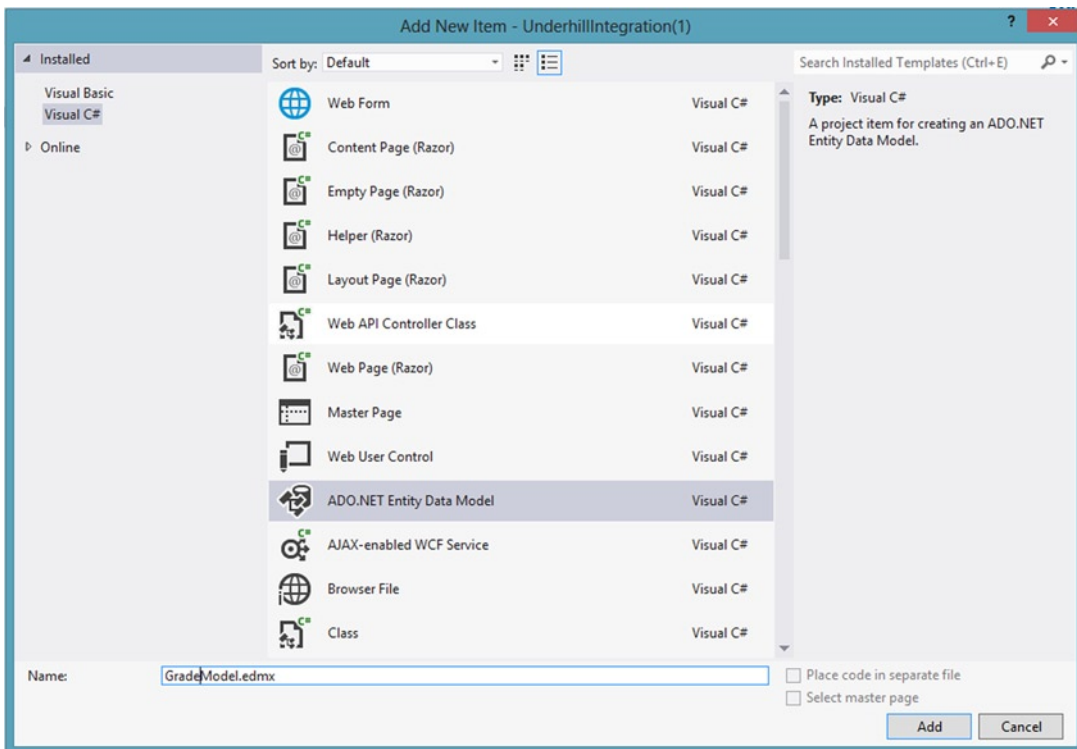 Add New Item - UnderhillIntegration(1)
? ×
Installed
Visual Basic
Visual C#
Online
Sort by: Default
Search Installed Templates (Ctrl+E)
Web Form Visual C#
Content Page (Razor) Visual C#
Empty Page (Razor) Visual C#
Helper (Razor) Visual C#
Layout Page (Razor) Visual C#
Web API Controller Class Visual C#
Web Page (Razor) Visual C#
Master Page Visual C#
Web User Control Visual C#
ADO.NET Entity Data Model Visual C#
AJAX-enabled WCF Service Visual C#
Browser File Visual C#
Class Visual C#
Type: Visual C#
A project item for creating an ADO.NET
Entity Data Model.
Name: GradeModel.edmx
Place code in separate file
Select master page
Add Cancel